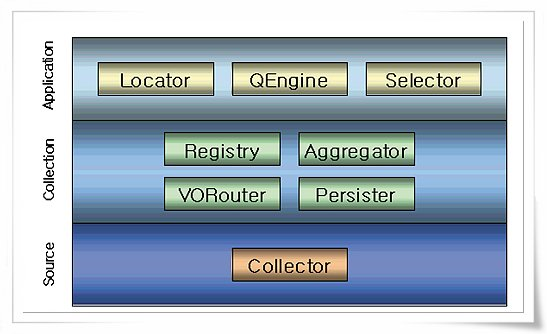 Application
Locator
QEngine
Selector
Collection
Registry
Aggregator
VORouter
Persister
Source
Collector